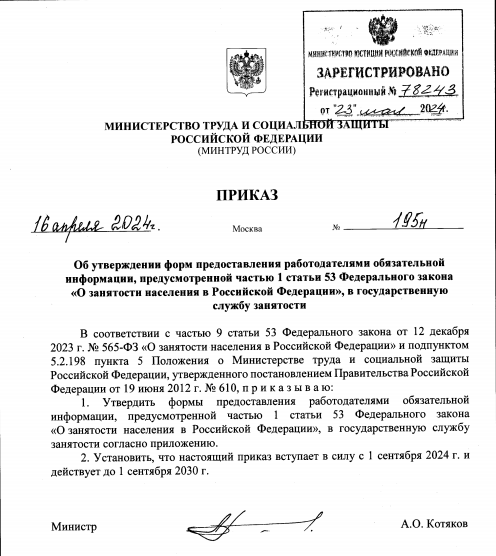 МИНИСТЕРСТВО ЮСТИЦИИ РОССИЙСКОЙ ФЕДЕРАЦИИ
ЗАРЕГИСТРИРОВАНО
Регистрационный № 78243
от "23" мая 2024.
МИНИСТЕРСТВО ТРУДА И СОЦИАЛЬНОЙ ЗАЩИТЫ
РОССИЙСКОЙ ФЕДЕРАЦИИ
(МИНТРУД РОССИИ)
ПРИКАЗ
16 апреля 2024г. Москва № 195н
Об утверждении форм предоставления работодателями обязательной
информации, предусмотренной частью 1 статьи 53 Федерального закона
«О занятости населения в Российской Федерации», в государственную
службу занятости
В соответствии с частью 9 статьи 53 Федерального закона от 12 декабря
2023 г. № 565-ФЗ «О занятости населения в Российской Федерации» и подпунктом
5.2.198 пункта 5 Положения о Министерстве труда и социальной защиты
Российской Федерации, утвержденного постановлением Правительства Российской
Федерации от 19 июня 2012 г. № 610, п р и к а з ы в а ю:
1. Утвердить формы предоставления работодателями обязательной
информации, предусмотренной частью 1 статьи 53 Федерального закона
«О занятости населения в Российской Федерации», в государственную службу
занятости согласно приложению.
2. Установить, что настоящий приказ вступает в силу с 1 сентября 2024 г. и
действует до 1 сентября 2030 г.
Министр А.О. Котяков